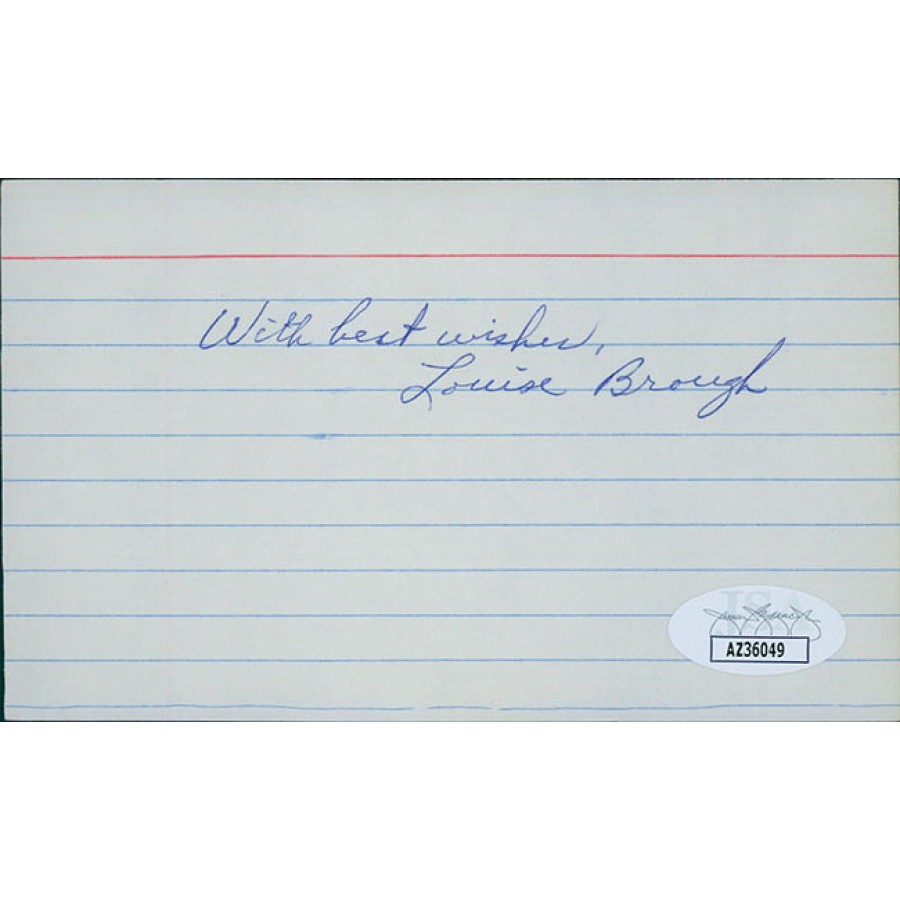 With best wishes,
Louise Brough
JSA
AZ36049